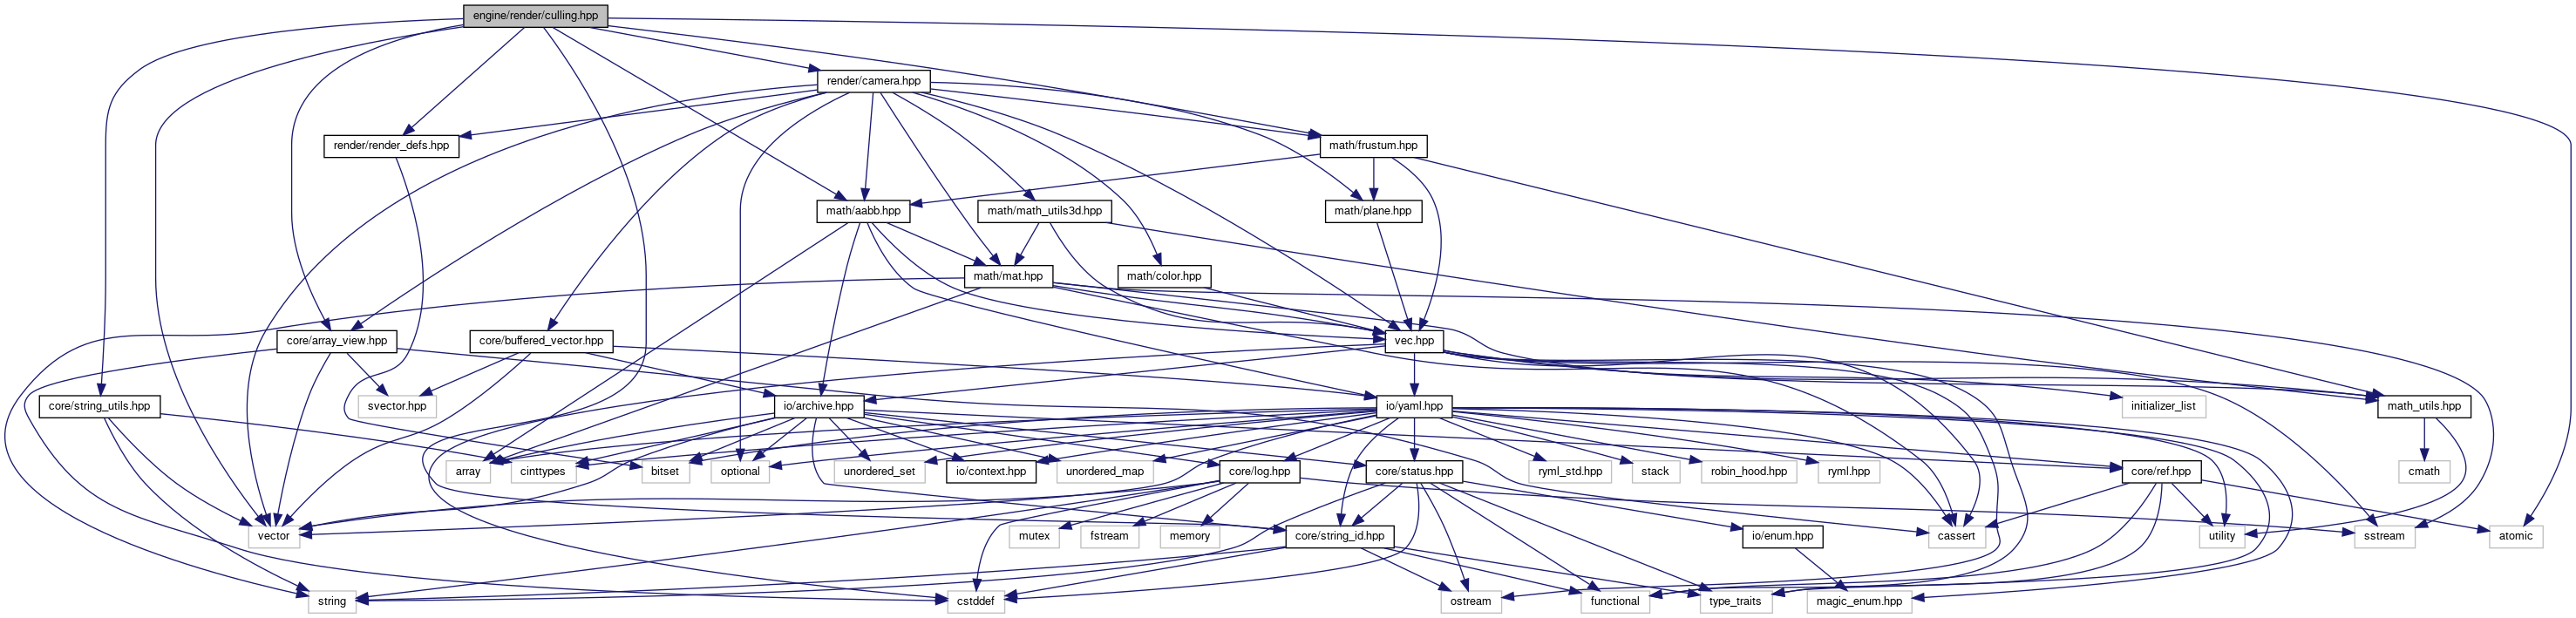 engine/render/culling.hpp
render/camera.hpp
render/render_defs.hpp
math/frustum.hpp
math/aabb.hpp
math/math_utils3d.hpp
math/plane.hpp
math/mat.hpp
math/color.hpp
core/array_view.hpp
core/buffered_vector.hpp
vec.hpp
core/string_utils.hpp
svector.hpp
io/archive.hpp
io/yaml.hpp
initializer_list
math_utils.hpp
array
cinttypes
bitset
optional
unordered_set
io/context.hpp
unordered_map
core/log.hpp
core/status.hpp
ryml_std.hpp
stack
robin_hood.hpp
ryml.hpp
core/ref.hpp
cmath
vector
mutex
fstream
memory
core/string_id.hpp
io/enum.hpp
cassert
utility
sstream
atomic
string
cstddef
ostream
functional
type_traits
magic_enum.hpp